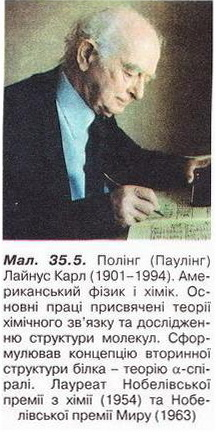 Мал. 35.5. Полінг (Паулінг)
Лайнус Карл (1901–1994). Аме-
риканський фізик і хімік. Ос-
новні праці присвячені теорії
хімічного зв'язку та дослідже-
ню структури молекул. Сфор-
мулював концепцію вторинної
структури білка – теорію α-спі-
ралі. Лауреат Нобелівської
премії з хімії (1954) та Нобе-
лівської премії Миру (1963)